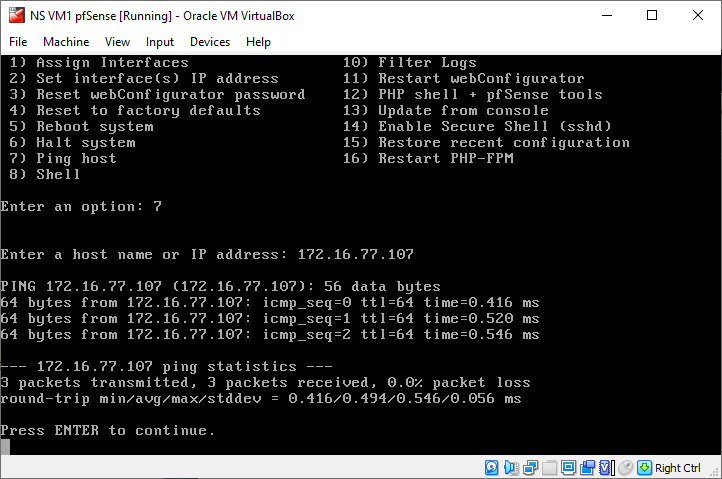 NS VM1 pfSense [Running] - Oracle VM VirtualBox
File Machine View Input Devices Help
1) Assign Interfaces 10) Filter Logs
2) Set interface(s) IP address 11) Restart webConfigurator
3) Reset webConfigurator password 12) PHP shell + pfSense tools
4) Reset to factory defaults 13) Update from console
5) Reboot system 14) Enable Secure Shell (sshd)
6) Halt system 15) Restore recent configuration
7) Ping host 16) Restart PHP-FPM
8) Shell
Enter an option: 7
Enter a host name or IP address: 172.16.77.107
PING 172.16.77.107 (172.16.77.107): 56 data bytes
64 bytes from 172.16.77.107: icmp_seq=0 ttl=64 time=0.416 ms
64 bytes from 172.16.77.107: icmp_seq=1 ttl=64 time=0.520 ms
64 bytes from 172.16.77.107: icmp_seq=2 ttl=64 time=0.546 ms
--- 172.16.77.107 ping statistics ---
3 packets transmitted, 3 packets received, 0.0% packet loss
round-trip min/avg/max/stddev = 0.416/0.494/0.546/0.056 ms
Press ENTER to continue.
Right Ctrl